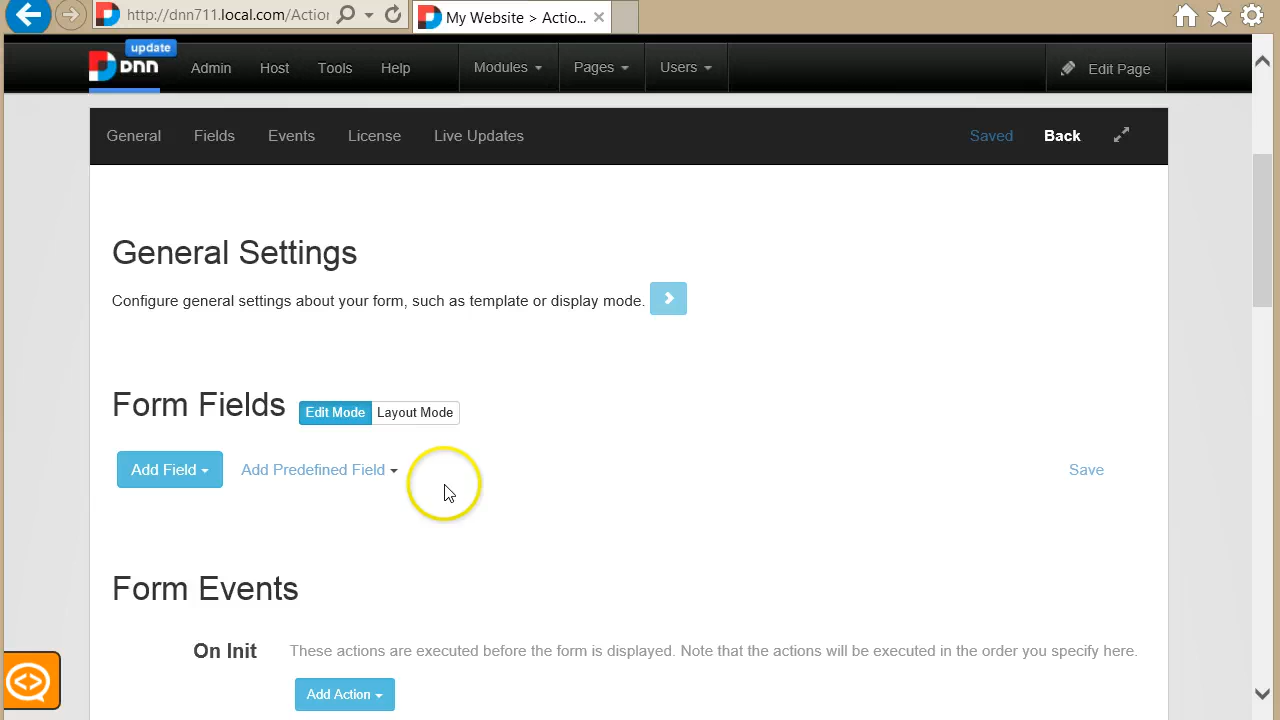 http://dnn711.local.com/Action
My Website > Actio...
update
DNN
Admin
Host
Tools
Help
Modules
Pages
Users
Edit Page
General
Fields
Events
License
Live Updates
Saved
Back
General Settings
Configure general settings about your form, such as template or display mode.
Form Fields
Edit Mode
Layout Mode
Add Field
Add Predefined Field
Save
Form Events
On Init
These actions are executed before the form is displayed. Note that the actions will be executed in the order you specify here.
Add Action